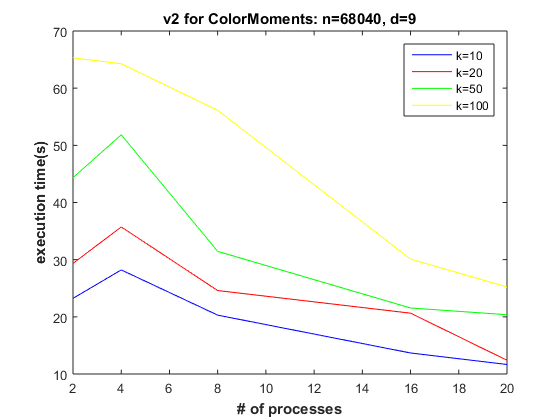 v2 for ColorMoments: n=68040, d=9
70
60
50
40
30
20
10
execution time(s)
k=10
k=20
k=50
k=100
2 4 6 8 10 12 14 16 18 20
# of processes